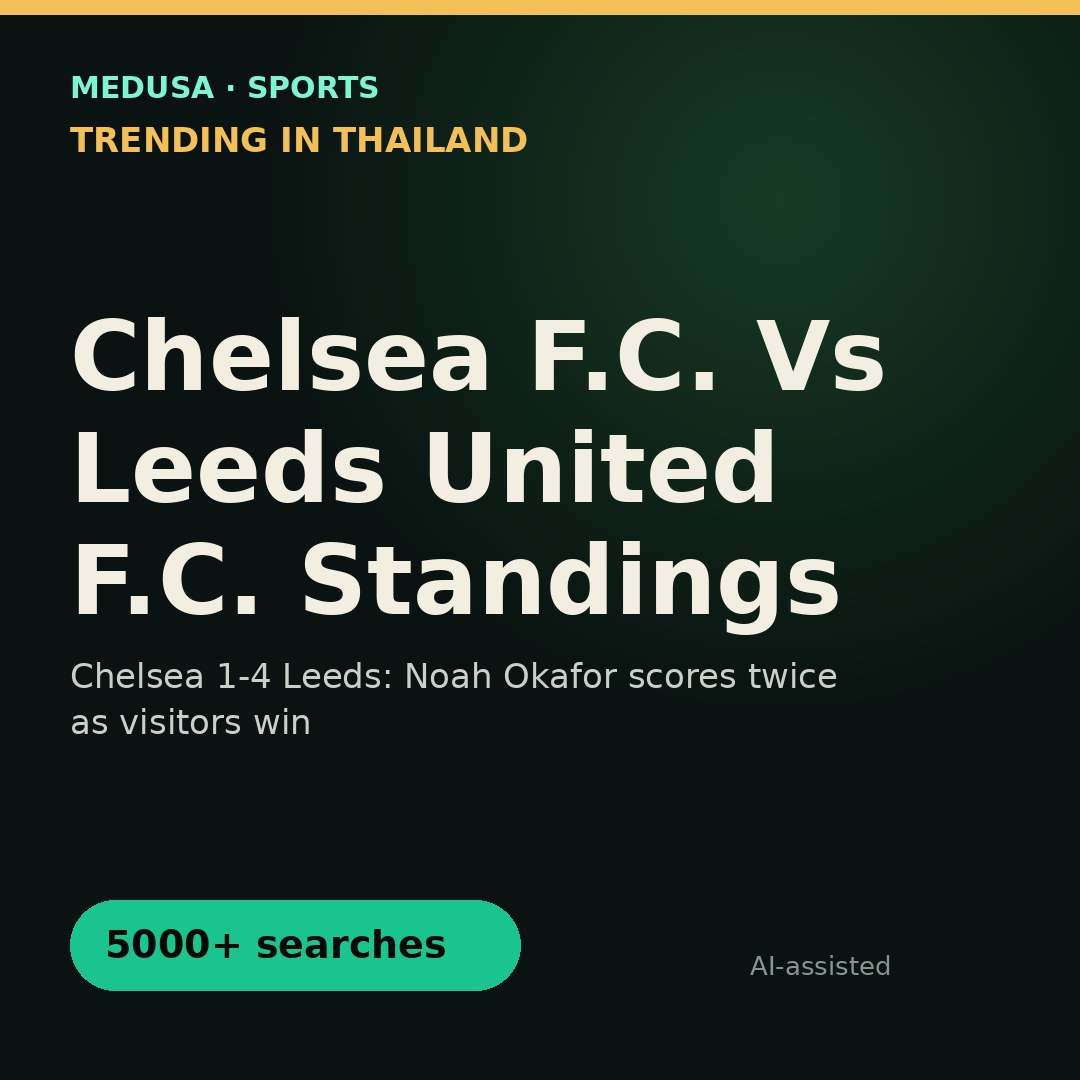 MEDUSA · SPORTS
TRENDING IN THAILAND
Chelsea F.C. Vs
Leeds United
F.C. Standings
Chelsea 1-4 Leeds: Noah Okafor scores twice
as visitors win
5000+ searches
AI-assisted